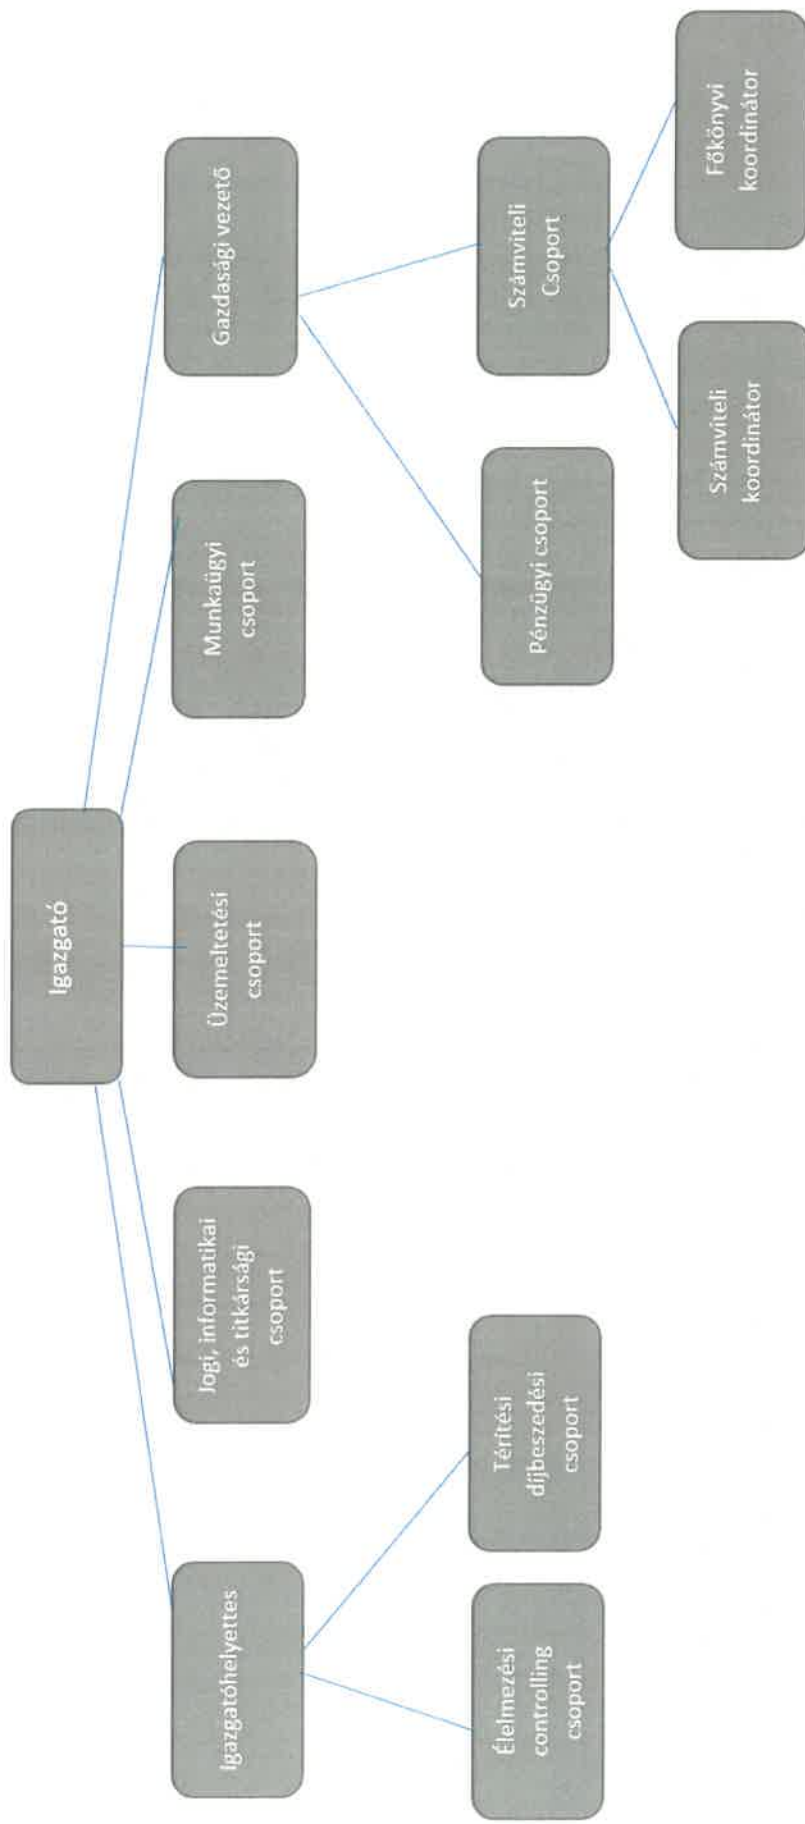 Igazgató
Igazgatóhelyettes
Jogi, informatikai
és titkársági
csoport
Üzemeltetési
csoport
Munkaügyi
csoport
Gazdasági vezető
Élelmezési
controlling
csoport
Térítési
díjbeszedési
csoport
Pénzügyi csoport
Számviteli
Csoport
Számviteli
koordinátor
Főkönyvi
koordinátor